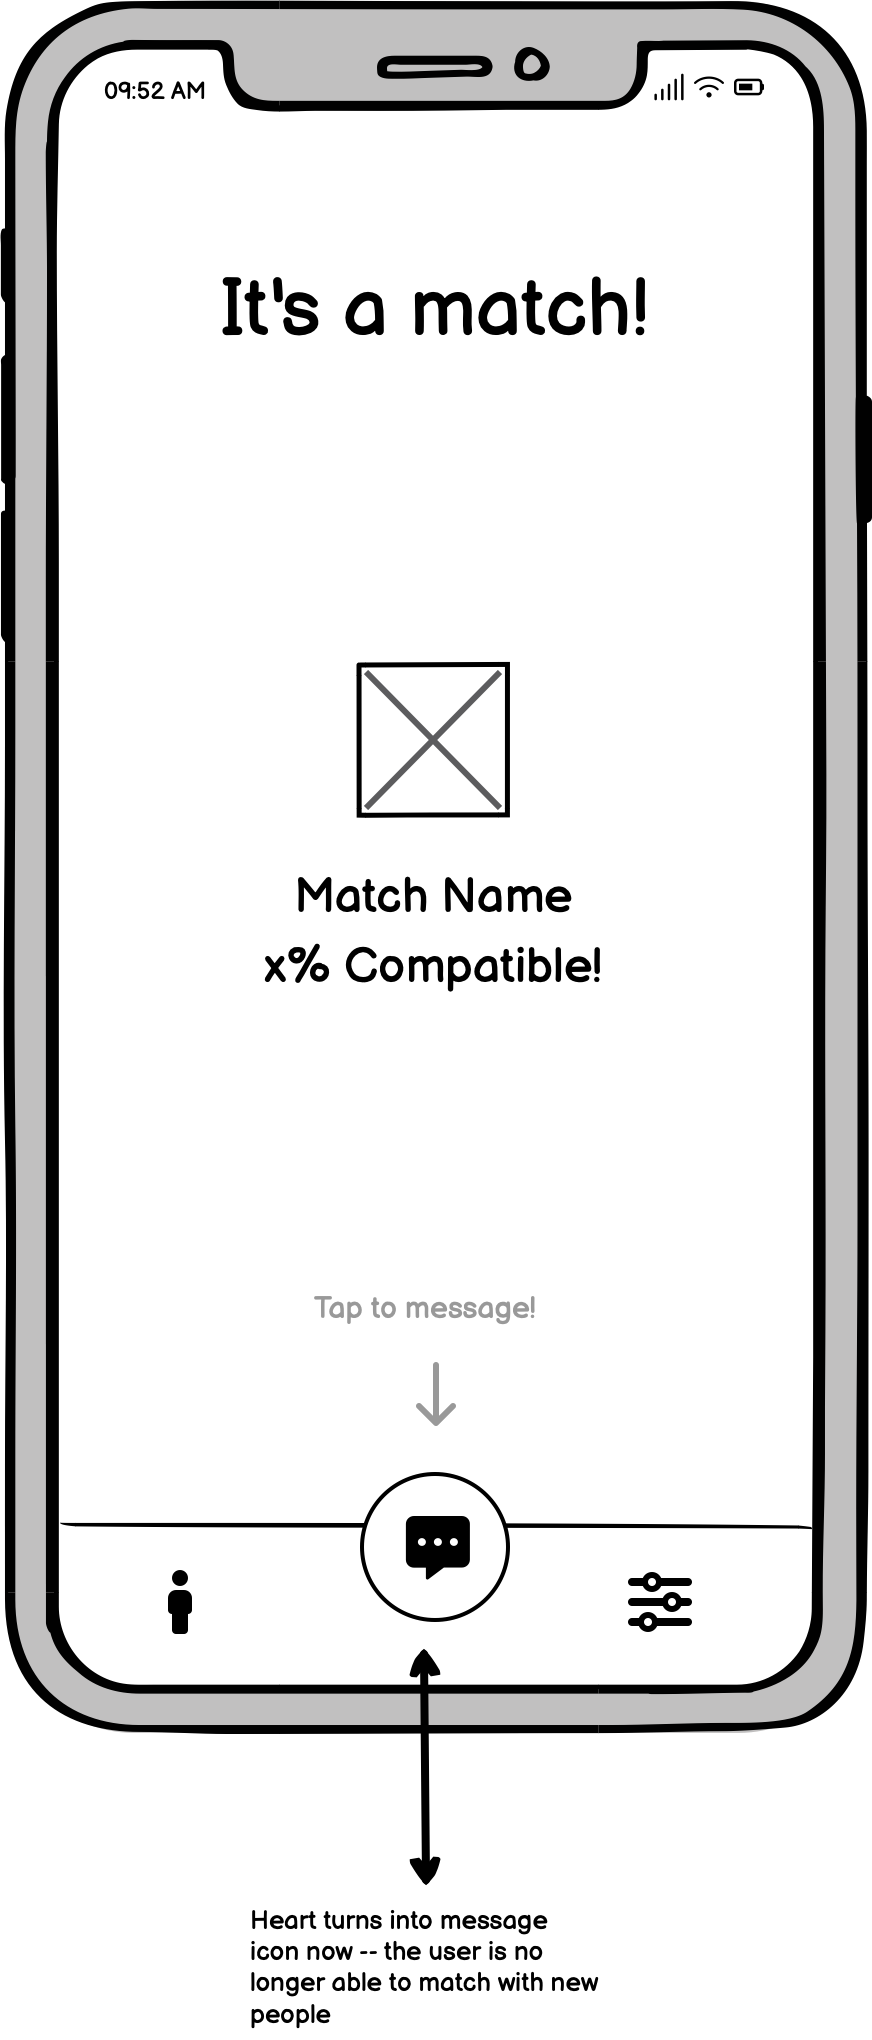 09:52 AM
It's a match!
Match Name
x% Compatible!
Tap to message!
Heart turns into message
icon now -- the user is no
longer able to match with new
people